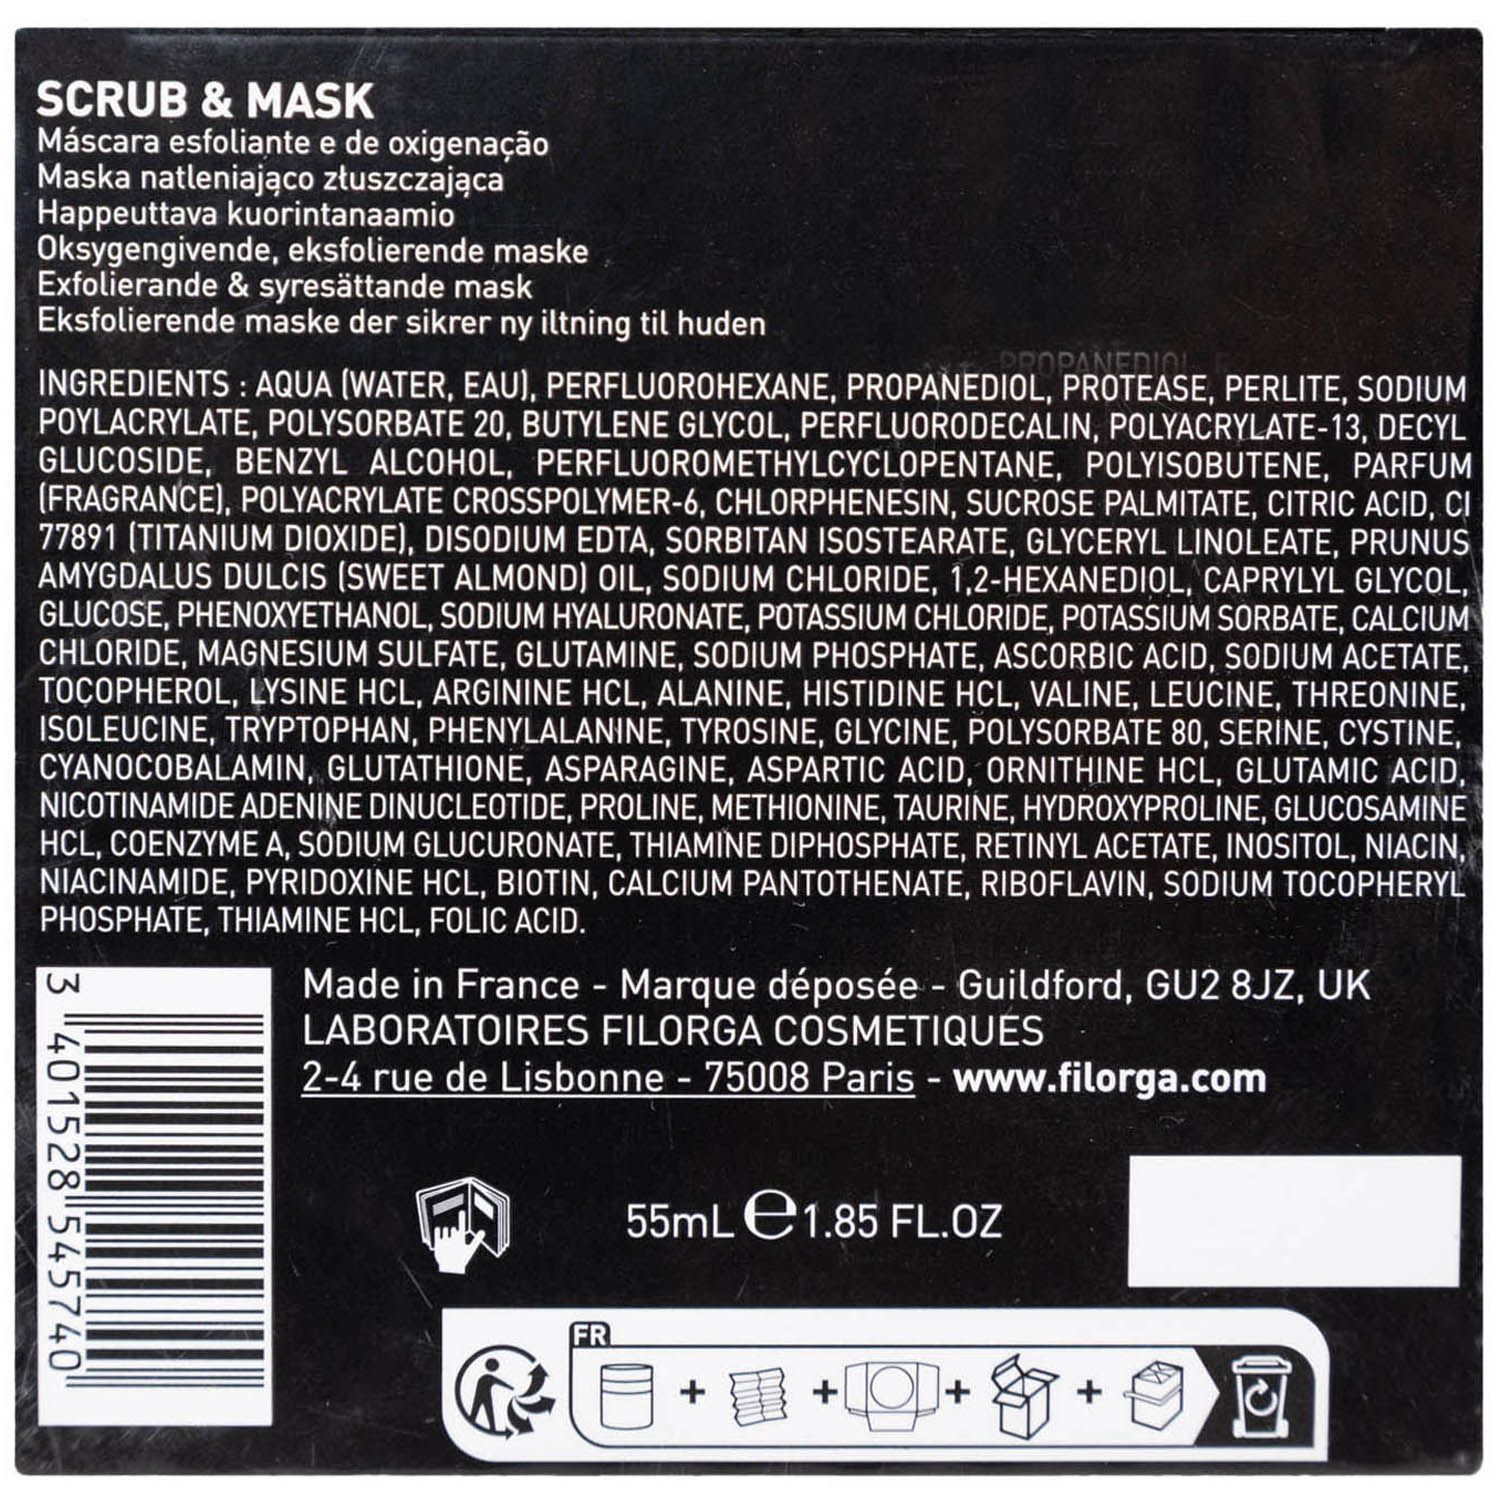 SCRUB & MASK
Máscara esfoliante e de oxigenação
Maska natleniająco złuszczająca
Happeuttava kuorintanaamio
Oksygengivende, eksfolierende maske
Exfolierande & syresättande mask
Eksfolierende maske der sikrer ny iltning til huden
PROPANEDIOL
INGREDIENTS : AQUA (WATER, EAU), PERFLUOROHEXANE, PROPANEDIOL, PROTEASE, PERLITE, SODIUM
POYLACRYLATE, POLYSORBATE 20, BUTYLENE GLYCOL, PERFLUORODECALIN, POLYACRYLATE-13, DECYL
GLUCOSIDE, BENZYL ALCOHOL, PERFLUOROMETHYLCYCLOPENTANE, POLYISOBUTENE, PARFUM
(FRAGRANCE), POLYACRYLATE CROSSPOLYMER-6, CHLORPHENESIN, SUCROSE PALMITATE, CITRIC ACID, CI
77891 (TITANIUM DIOXIDE), DISODIUM EDTA, SORBITAN ISOSTEARATE, GLYCERYL LINOLEATE, PRUNUS
AMYGDALUS DULCIS (SWEET ALMOND) OIL, SODIUM CHLORIDE, 1,2-HEXANEDIOL, CAPRYLYL GLYCOL,
GLUCOSE, PHENOXYETHANOL, SODIUM HYALURONATE, POTASSIUM CHLORIDE, POTASSIUM SORBATE, CALCIUM
CHLORIDE, MAGNESIUM SULFATE, GLUTAMINE, SODIUM PHOSPHATE, ASCORBIC ACID, SODIUM ACETATE,
TOCOPHEROL, LYSINE HCL, ARGININE HCL, ALANINE, HISTIDINE HCL, VALINE, LEUCINE, THREONINE,
ISOLEUCINE, TRYPTOPHAN, PHENYLALANINE, TYROSINE, GLYCINE, POLYSORBATE 80, SERINE, CYSTINE,
CYANOCOBALAMIN, GLUTATHIONE, ASPARAGINE, ASPARTIC ACID, ORNITHINE HCL, GLUTAMIC ACID,
NICOTINAMIDE ADENINE DINUCLEOTIDE, PROLINE, METHIONINE, TAURINE, HYDROXYPROLINE, GLUCOSAMINE
HCL, COENZYME A, SODIUM GLUCURONATE, THIAMINE DIPHOSPHATE, RETINYL ACETATE, INOSITOL, NIACIN,
NIACINAMIDE, PYRIDOXINE HCL, BIOTIN, CALCIUM PANTOTHENATE, RIBOFLAVIN, SODIUM TOCOPHERYL
PHOSPHATE, THIAMINE HCL, FOLIC ACID.
3 401528 545740
Made in France - Marque déposée - Guildford, GU2 8JZ, UK
LABORATOIRES FILORGA COSMETIQUES
2-4 rue de Lisbonne - 75008 Paris - www.filorga.com
55mL e 1.85 FL.OZ
FR